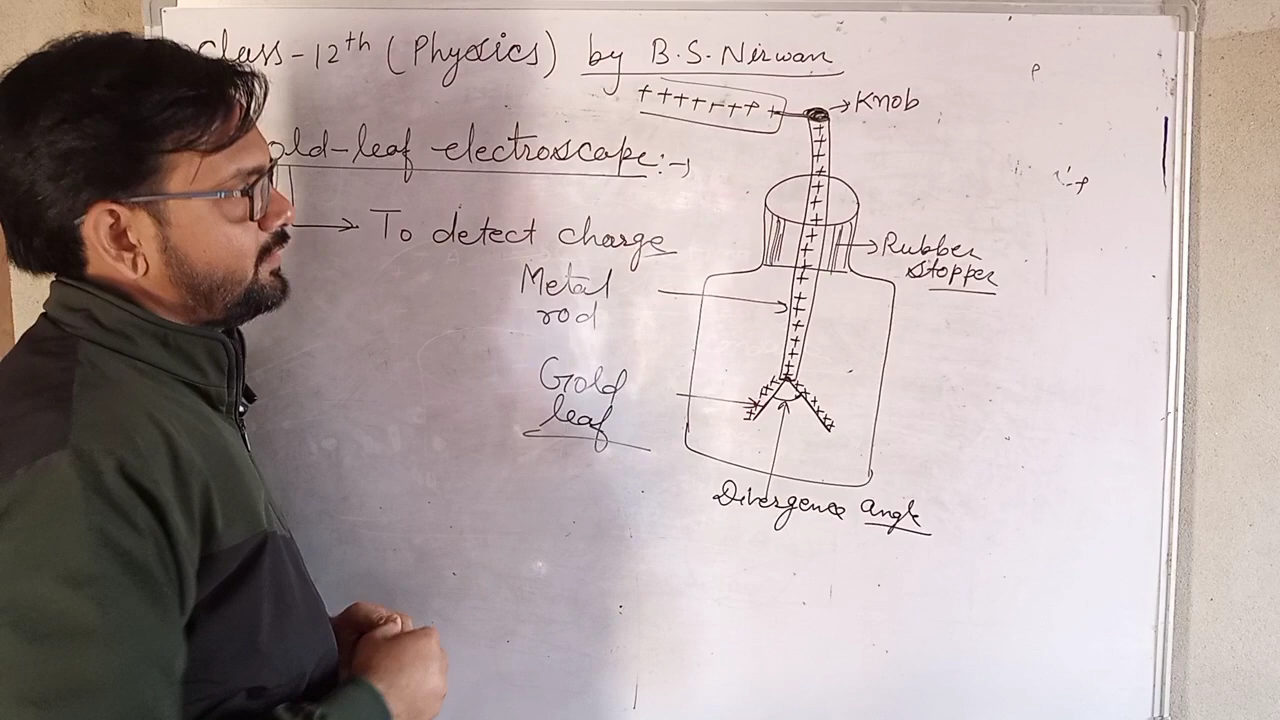 Class-12th (Physics) by B.S. Nirwan
+++++++++
→Knob
old-leaf electroscope:→
→ To detect charge
→Rubber
stopper
Metal
rod
Gold
leaf
Divergence angle